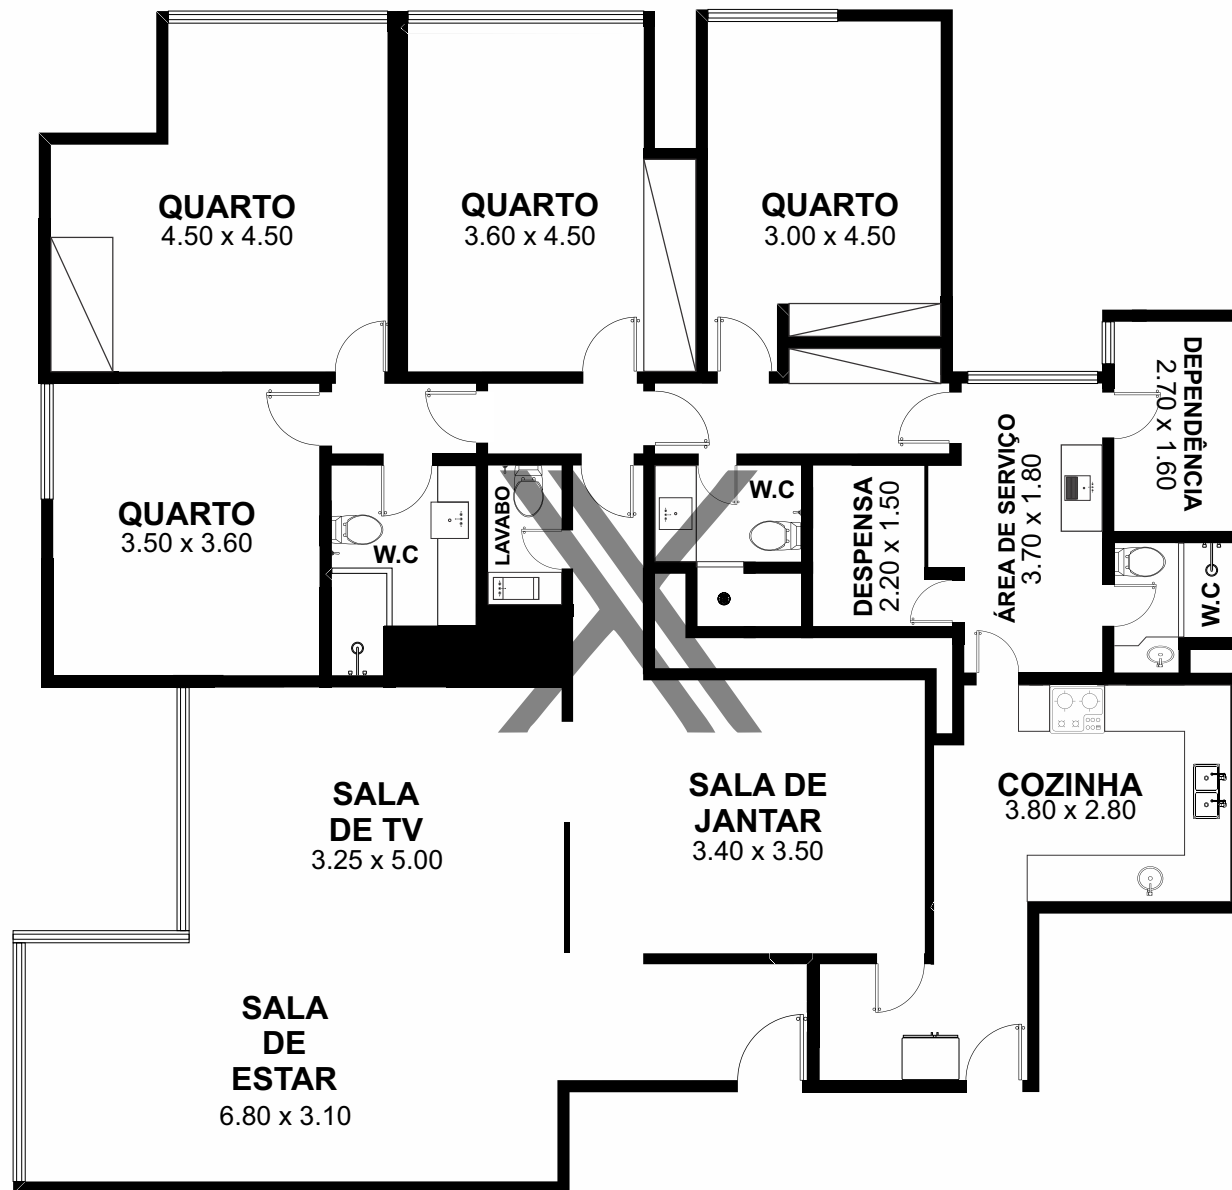 QUARTO
4.50 x 4.50
QUARTO
3.60 x 4.50
QUARTO
3.00 x 4.50
DEPENDÊNCIA
2.70 x 1.60
QUARTO
3.50 x 3.60
W.C
LAVABO
W.C
DESPENSA
2.20 x 1.50
ÁREA DE SERVIÇO
3.70 x 1.80
W.C
SALA
DE TV
3.25 x 5.00
SALA DE
JANTAR
3.40 x 3.50
COZINHA
3.80 x 2.80
SALA
DE
ESTAR
6.80 x 3.10